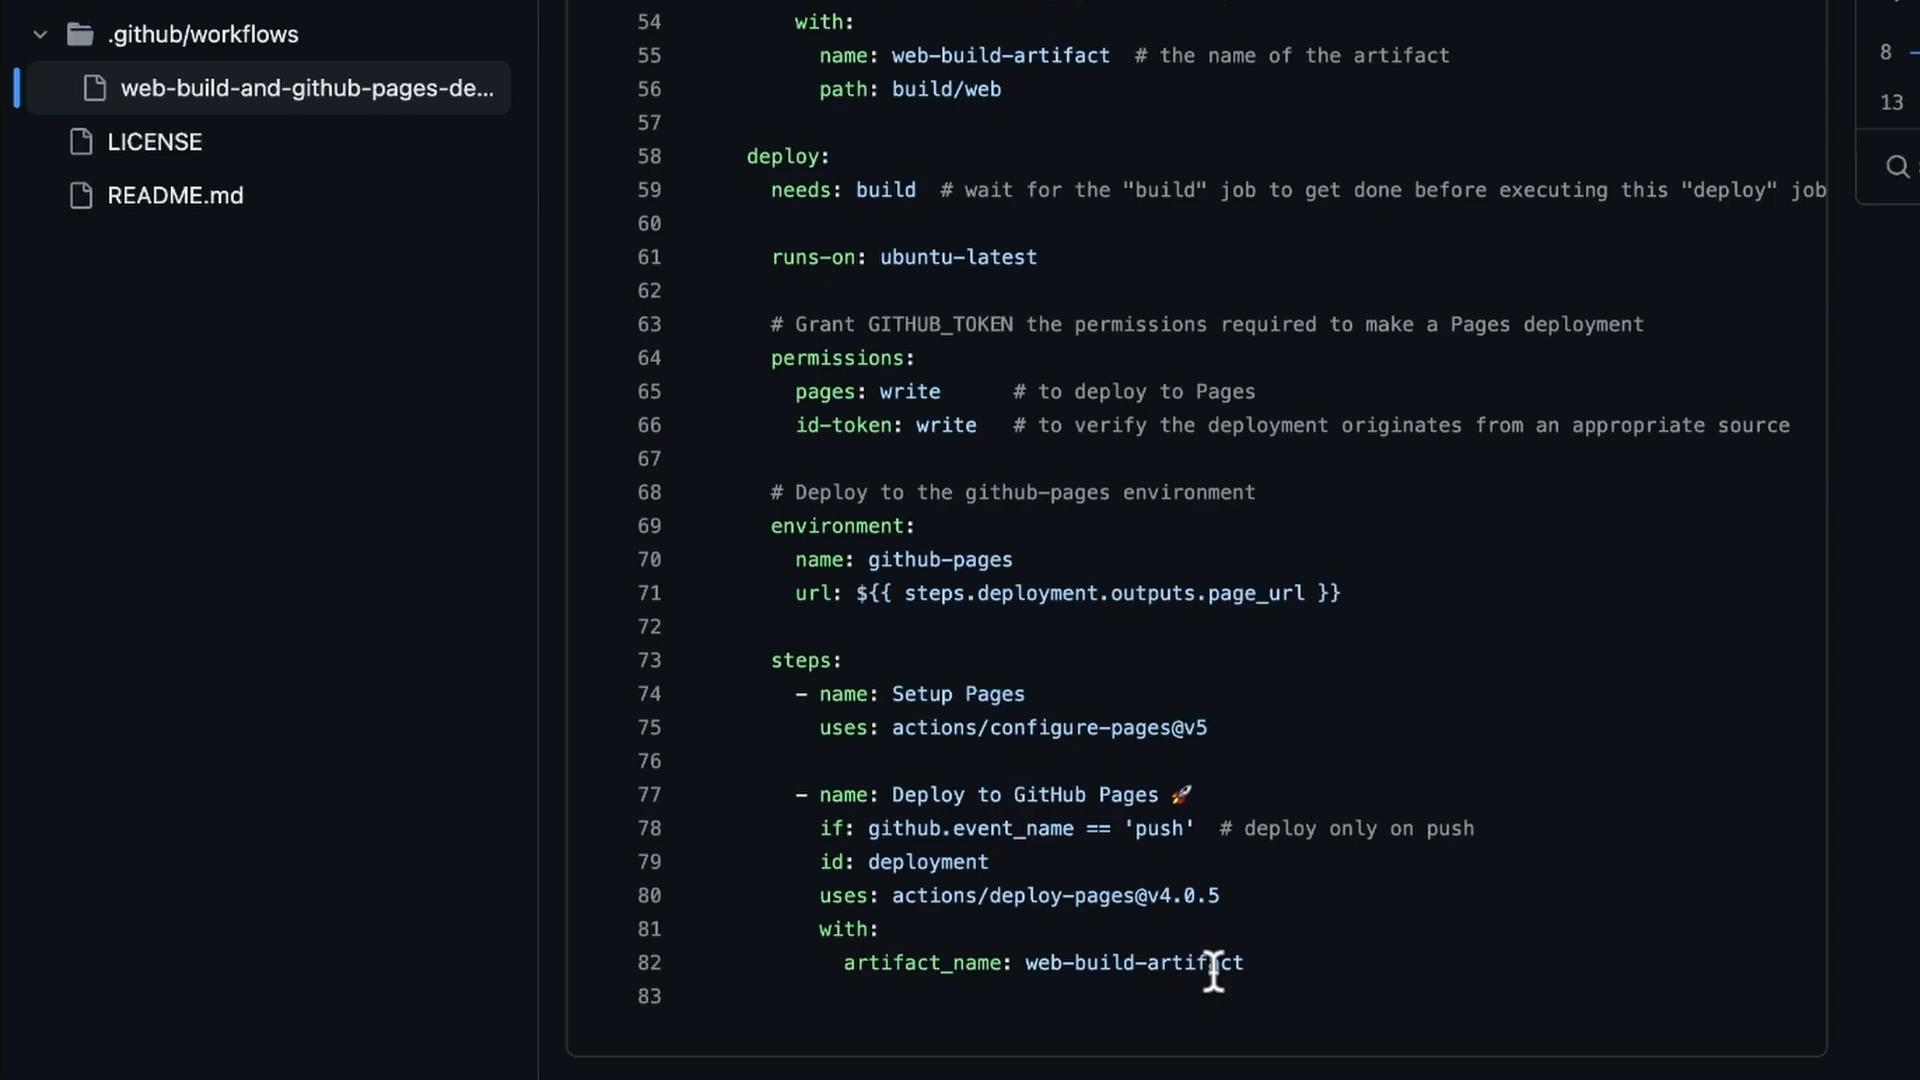 .github/workflows
web-build-and-github-pages-de...
LICENSE
README.md
54 with:
55 name: web-build-artifact # the name of the artifact
56 path: build/web
57
58 deploy:
59 needs: build # wait for the "build" job to get done before executing this "deploy" job
60
61 runs-on: ubuntu-latest
62
63 # Grant GITHUB_TOKEN the permissions required to make a Pages deployment
64 permissions:
65 pages: write # to deploy to Pages
66 id-token: write # to verify the deployment originates from an appropriate source
67
68 # Deploy to the github-pages environment
69 environment:
70 name: github-pages
71 url: ${{ steps.deployment.outputs.page_url }}
72
73 steps:
74 - name: Setup Pages
75 uses: actions/configure-pages@v5
76
77 - name: Deploy to GitHub Pages 🚀
78 if: github.event_name == 'push' # deploy only on push
79 id: deployment
80 uses: actions/deploy-pages@v4.0.5
81 with:
82 artifact_name: web-build-artifact
83
8
13